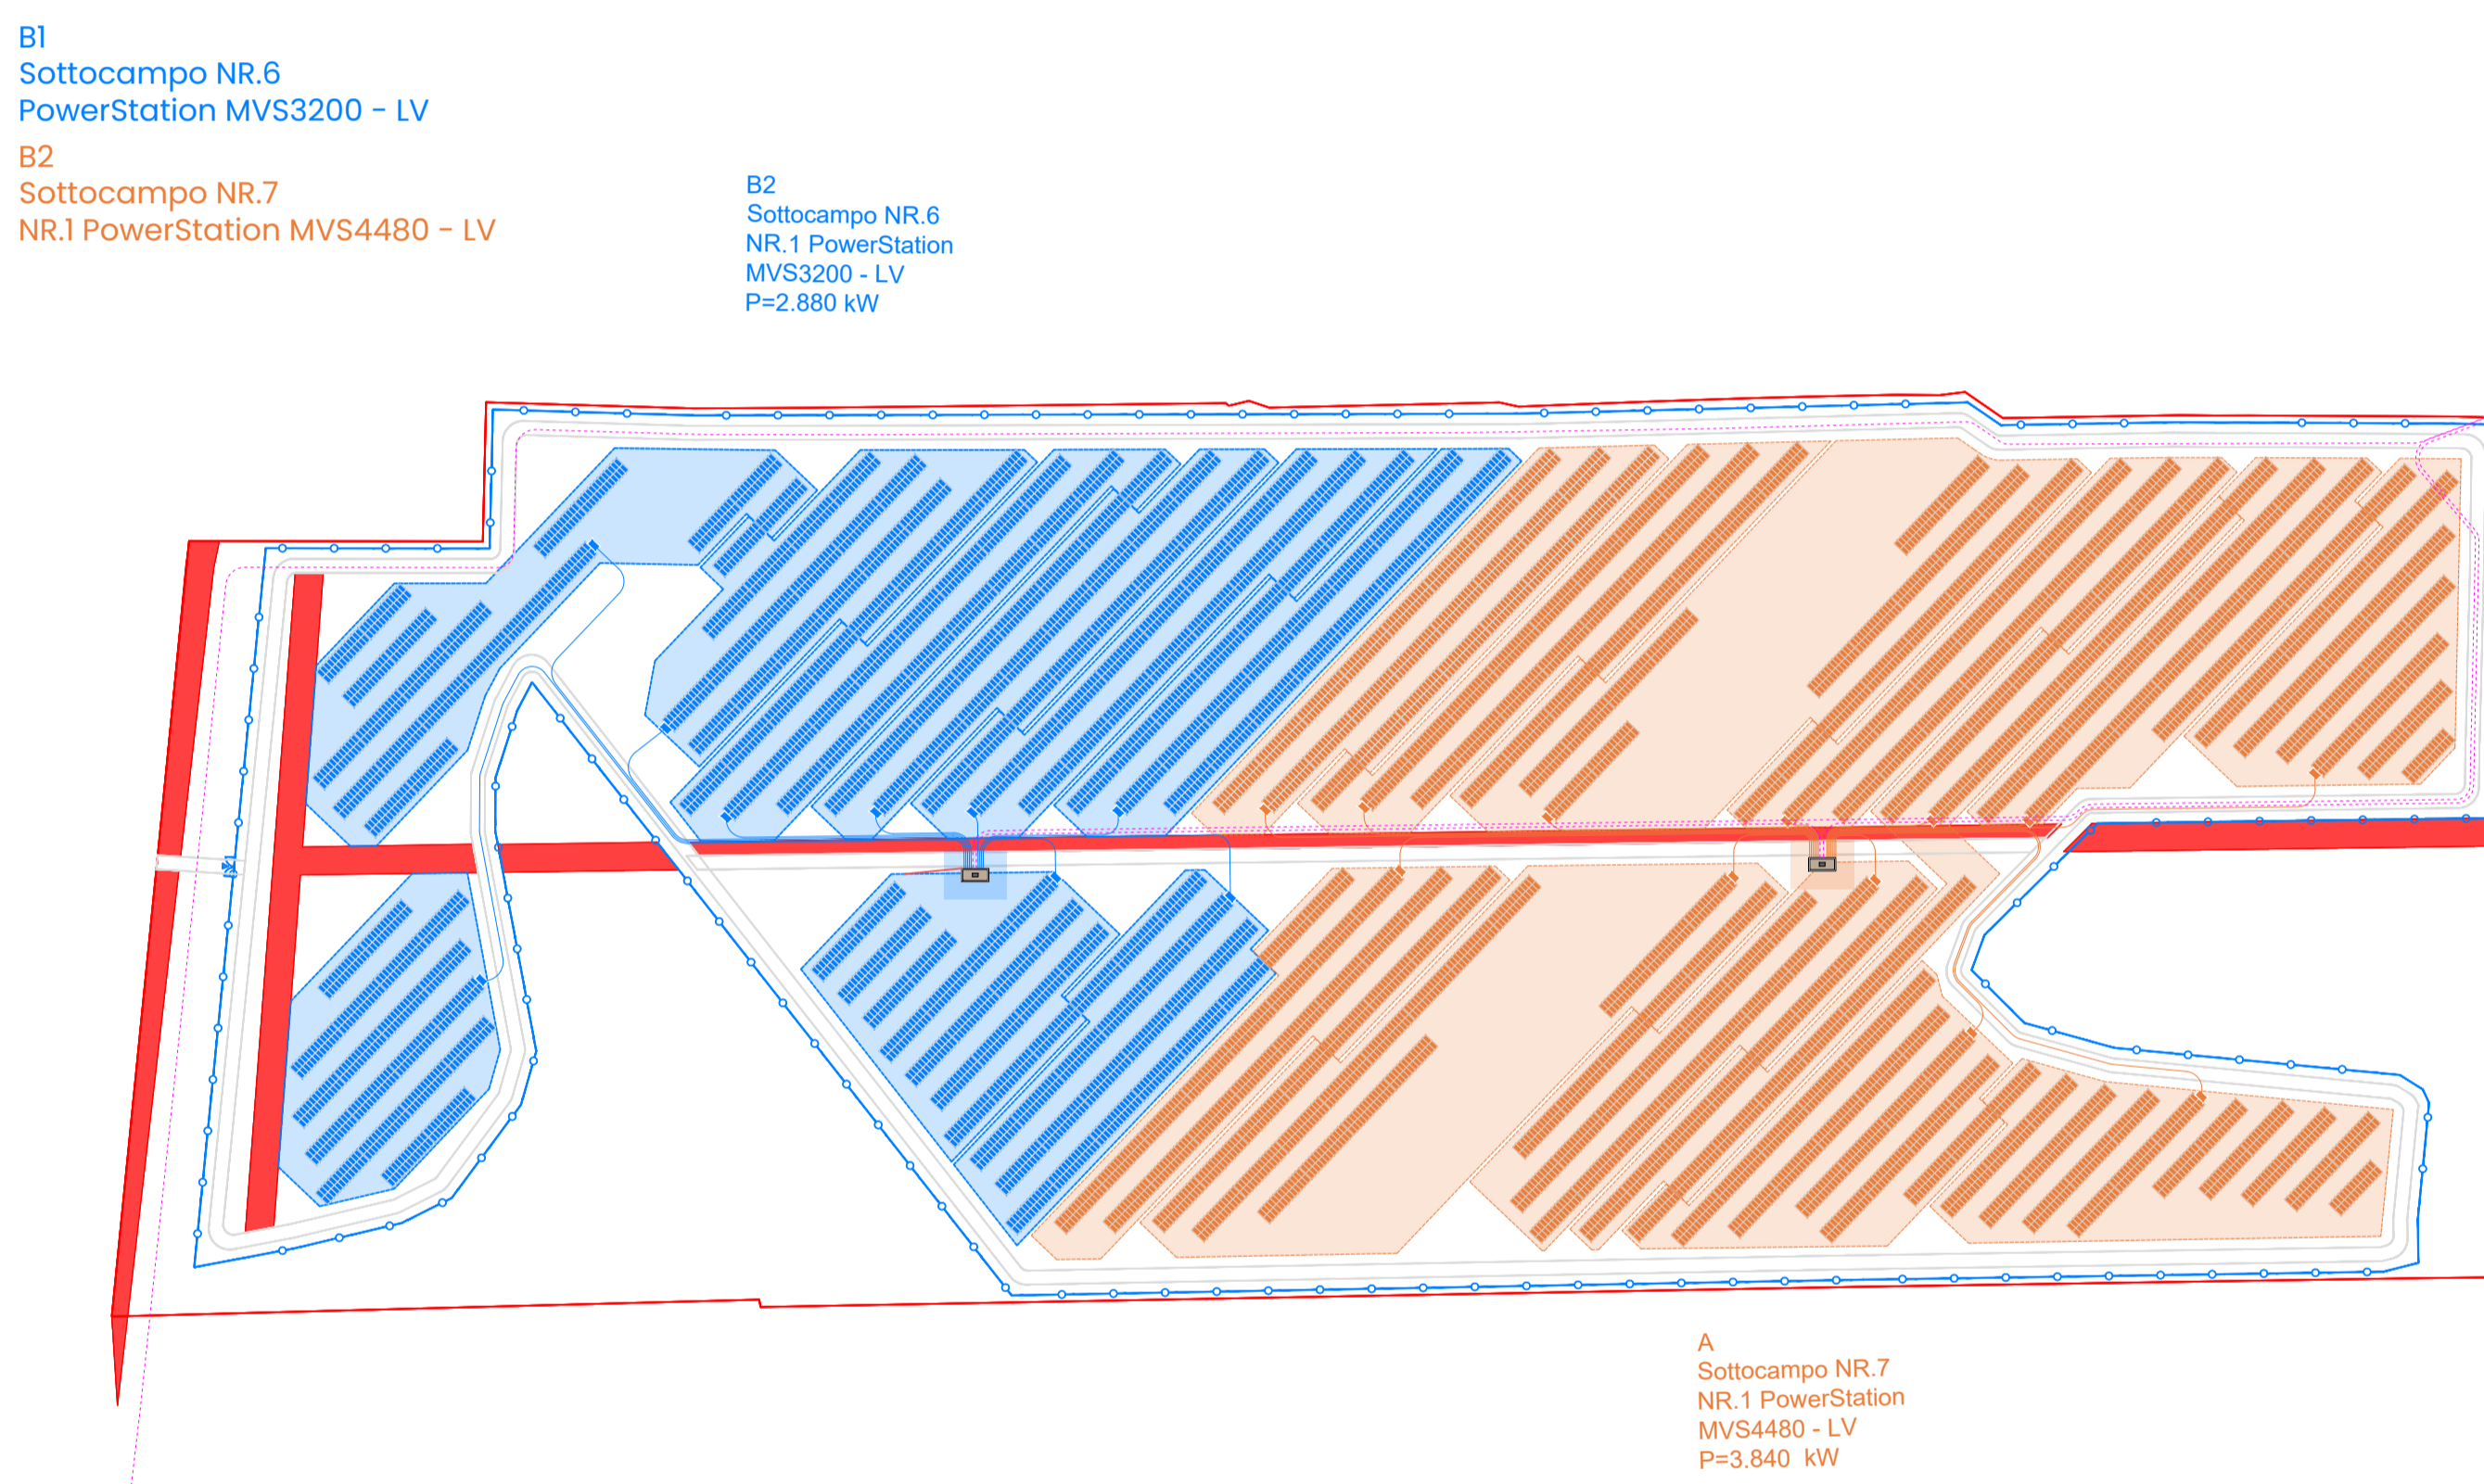 B1
Sottocampo NR.6
PowerStation MVS3200 - LV
B2
Sottocampo NR.7
NR.1 PowerStation MVS4480 - LV
B2
Sottocampo NR.6
NR.1 PowerStation
MVS3200 - LV
P=2.880 kW
A
Sottocampo NR.7
NR.1 PowerStation
MVS4480 - LV
P=3.840 kW